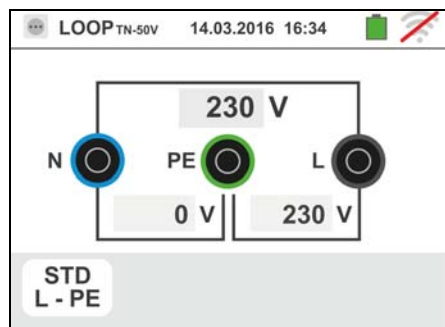 LOOP TN-50V 14.03.2016 16:34
230 V
N PE L
0 V 230 V
STD
L - PE